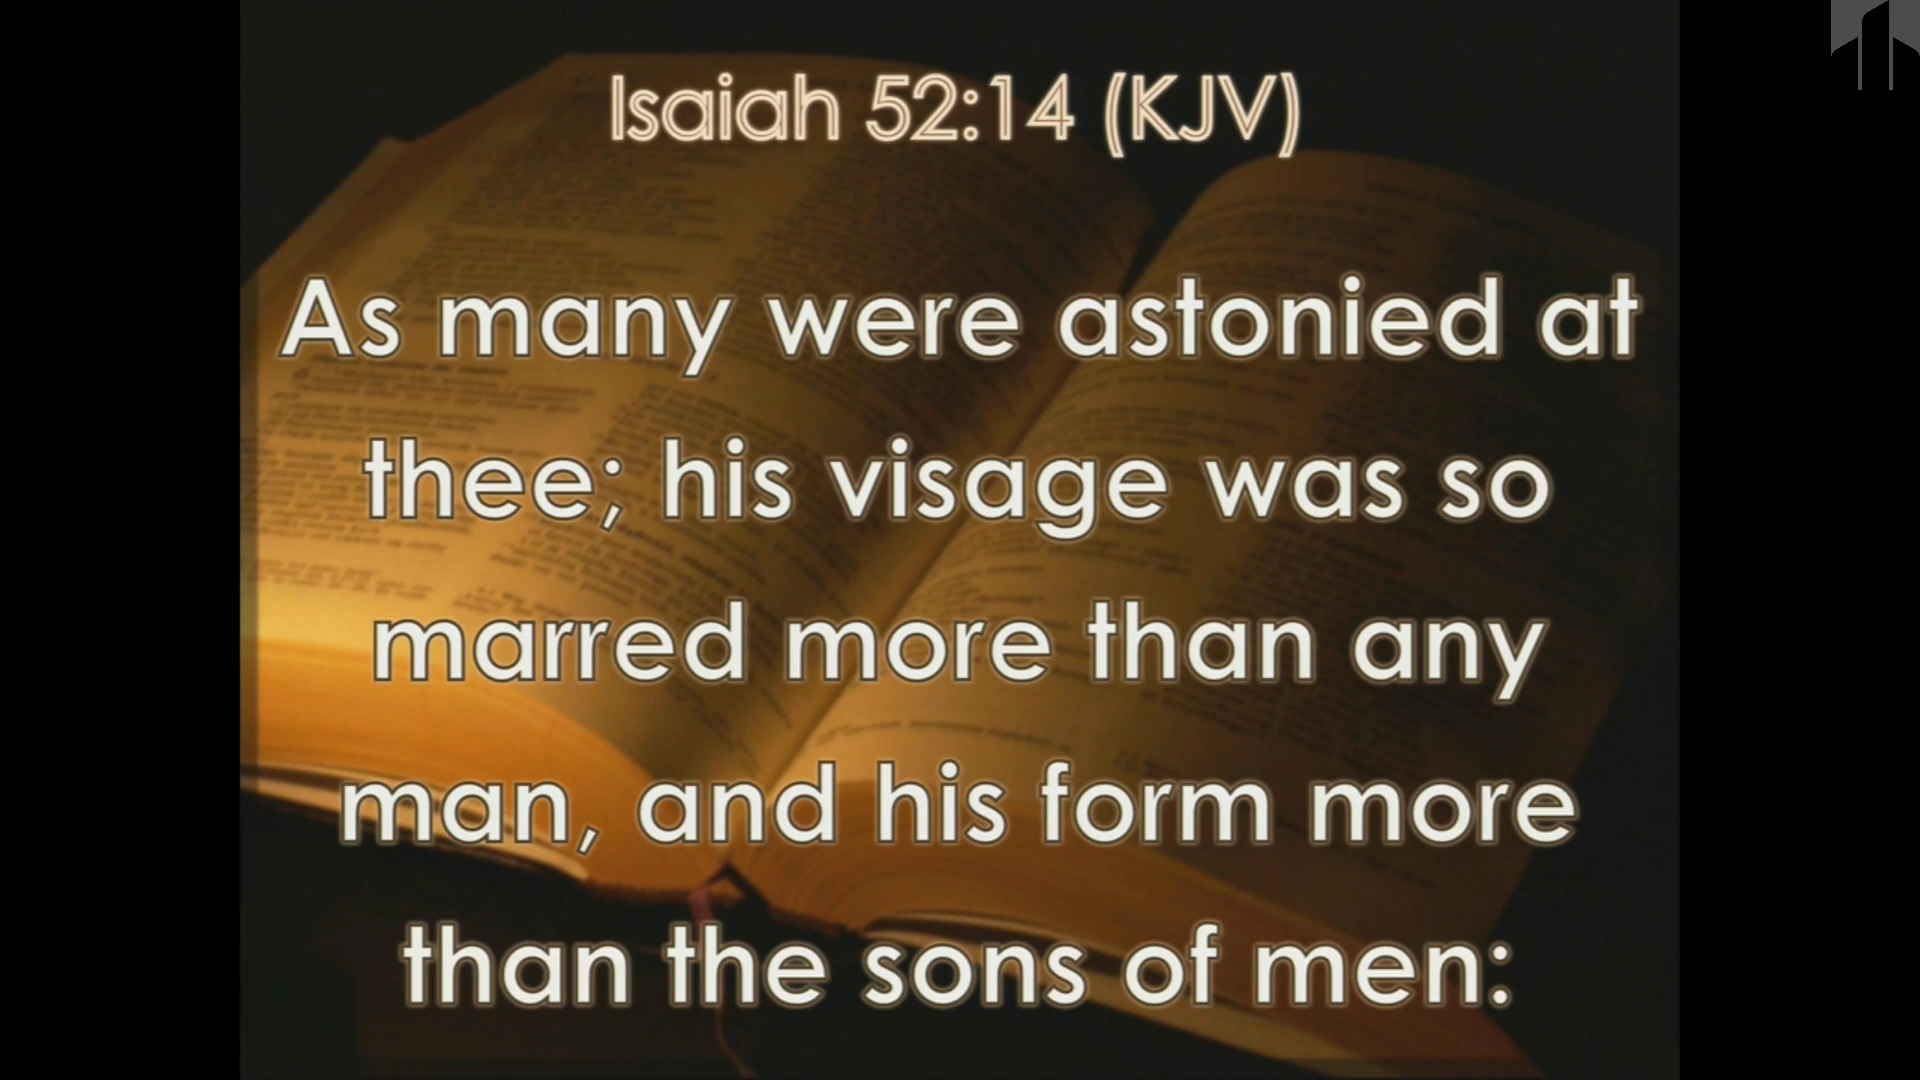 Isaiah 52:14 (KJV)
As many were astonied at
thee; his visage was so
marred more than any
man, and his form more
than the sons of men: